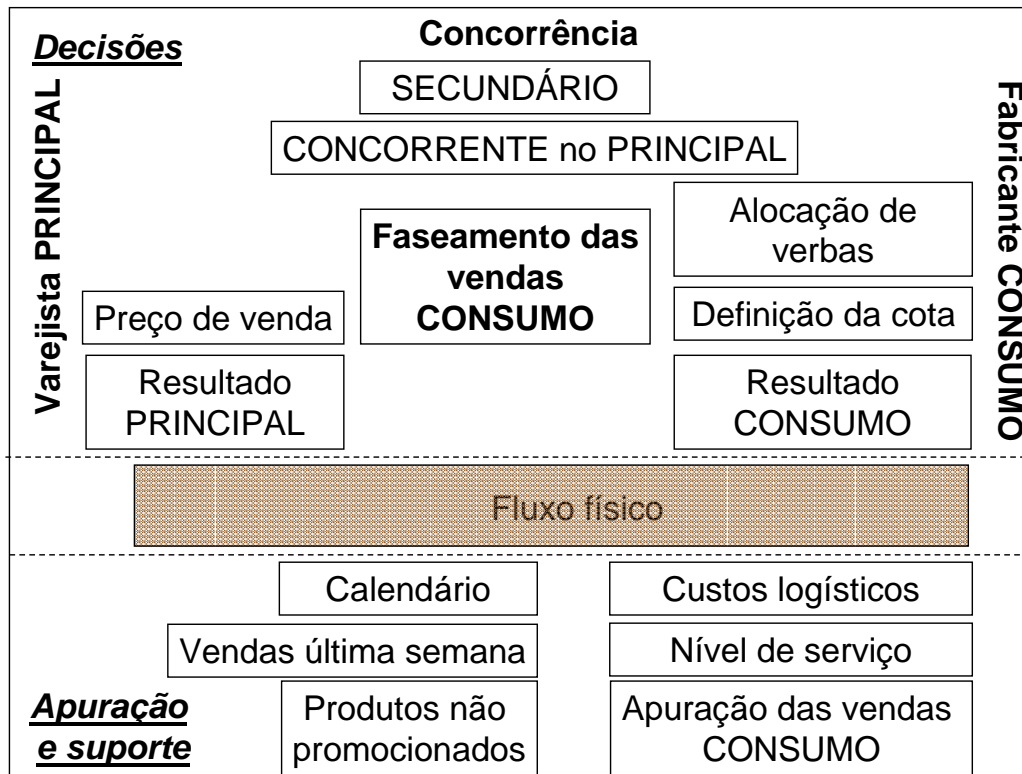 Decisões
Concorrência
SECUNDÁRIO
CONCORRENTE no PRINCIPAL
Varejista PRINCIPAL
Fabricante CONSUMO
Faseamento das
vendas
CONSUMO
Alocação de
verbas
Preço de venda
Definição da cota
Resultado
PRINCIPAL
Resultado
CONSUMO
Fluxo físico
Calendário
Custos logísticos
Vendas última semana
Nível de serviço
Apuração
e suporte
Produtos não
promocionados
Apuração das vendas
CONSUMO